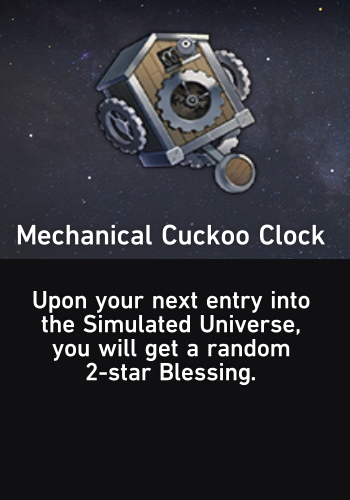 Mechanical Cuckoo Clock
Upon your next entry into
the Simulated Universe,
you will get a random
2-star Blessing.